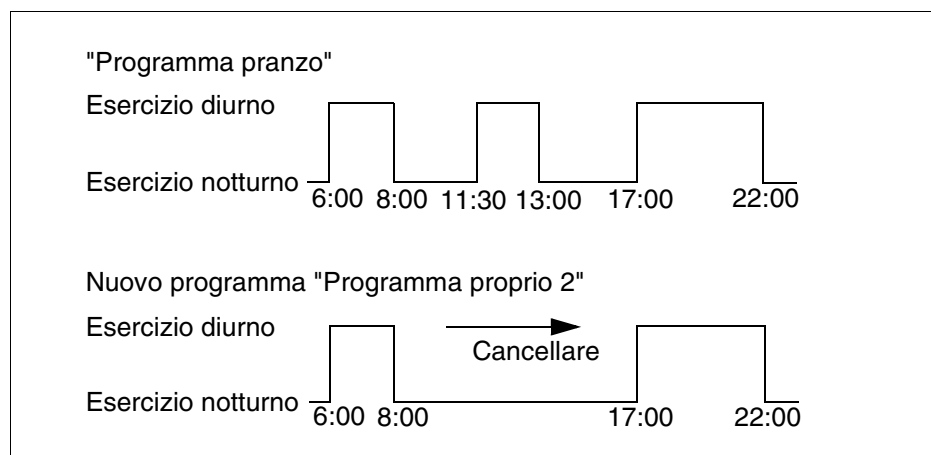 "Programma pranzo"
Esercizio diurno
Esercizio notturno
6:00 8:00 11:30 13:00 17:00 22:00
Nuovo programma "Programma proprio 2"
Esercizio diurno
Cancellare
Esercizio notturno
6:00 8:00 17:00 22:00